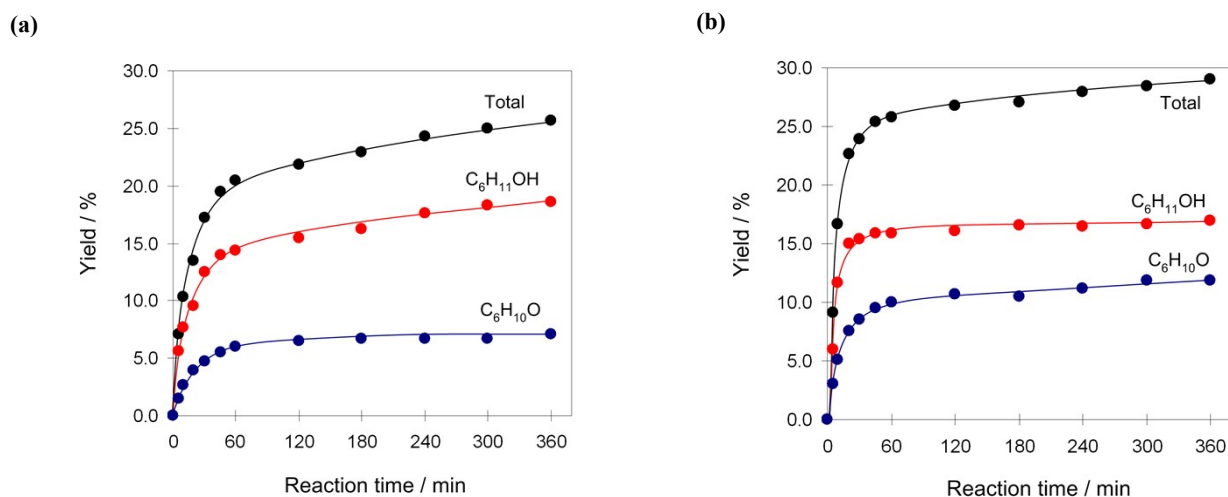 (a)
30.0
25.0
20.0
15.0
10.0
5.0
0.0
Yield / %
Total
C₆H₁₁OH
C₆H₁₀O
0 60 120 180 240 300 360
Reaction time / min
(b)
30.0
25.0
20.0
15.0
10.0
5.0
0.0
Yield / %
Total
C₆H₁₁OH
C₆H₁₀O
0 60 120 180 240 300 360
Reaction time / min